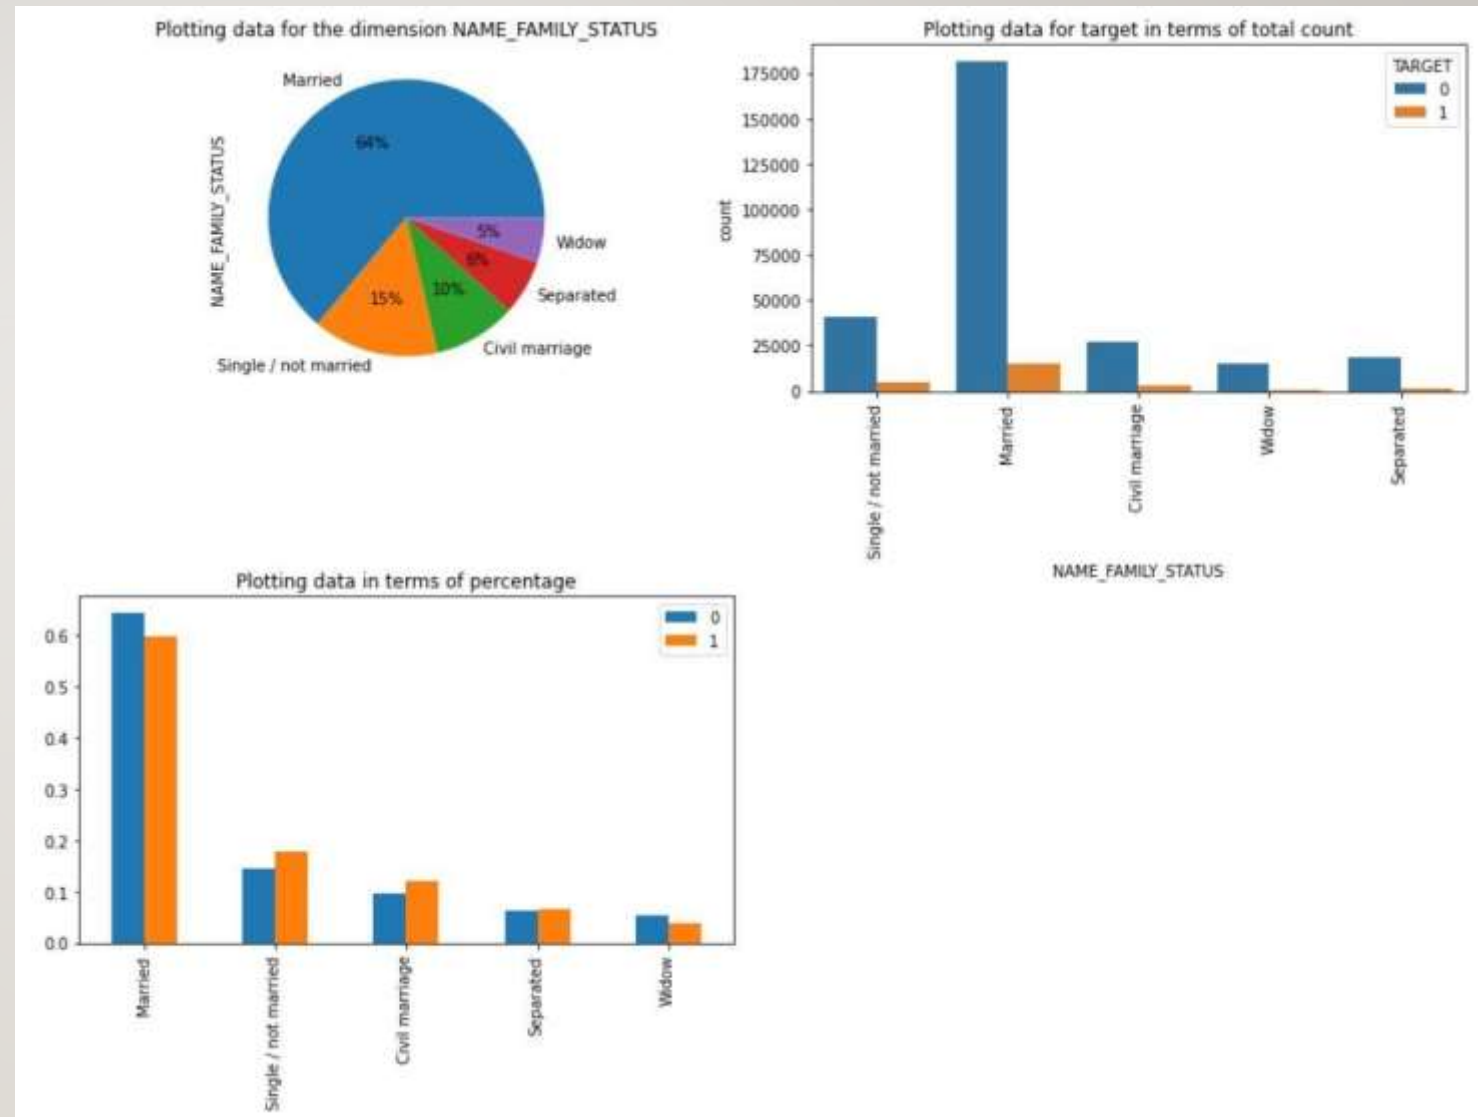 Plotting data for the dimension NAME_FAMILY_STATUS
Married
64%
NAME_FAMILY_STATUS
5%
Widow
6%
Separated
10%
15%
Civil marriage
Single / not married
Plotting data for target in terms of total count
TARGET
0
1
175000
150000
125000
100000
75000
50000
25000
0
count
Single / not married
Married
Civil marriage
Widow
Separated
NAME_FAMILY_STATUS
Plotting data in terms of percentage
0
1
0.6
0.5
0.4
0.3
0.2
0.1
0.0
Married
Single / not married
Civil marriage
Separated
Widow